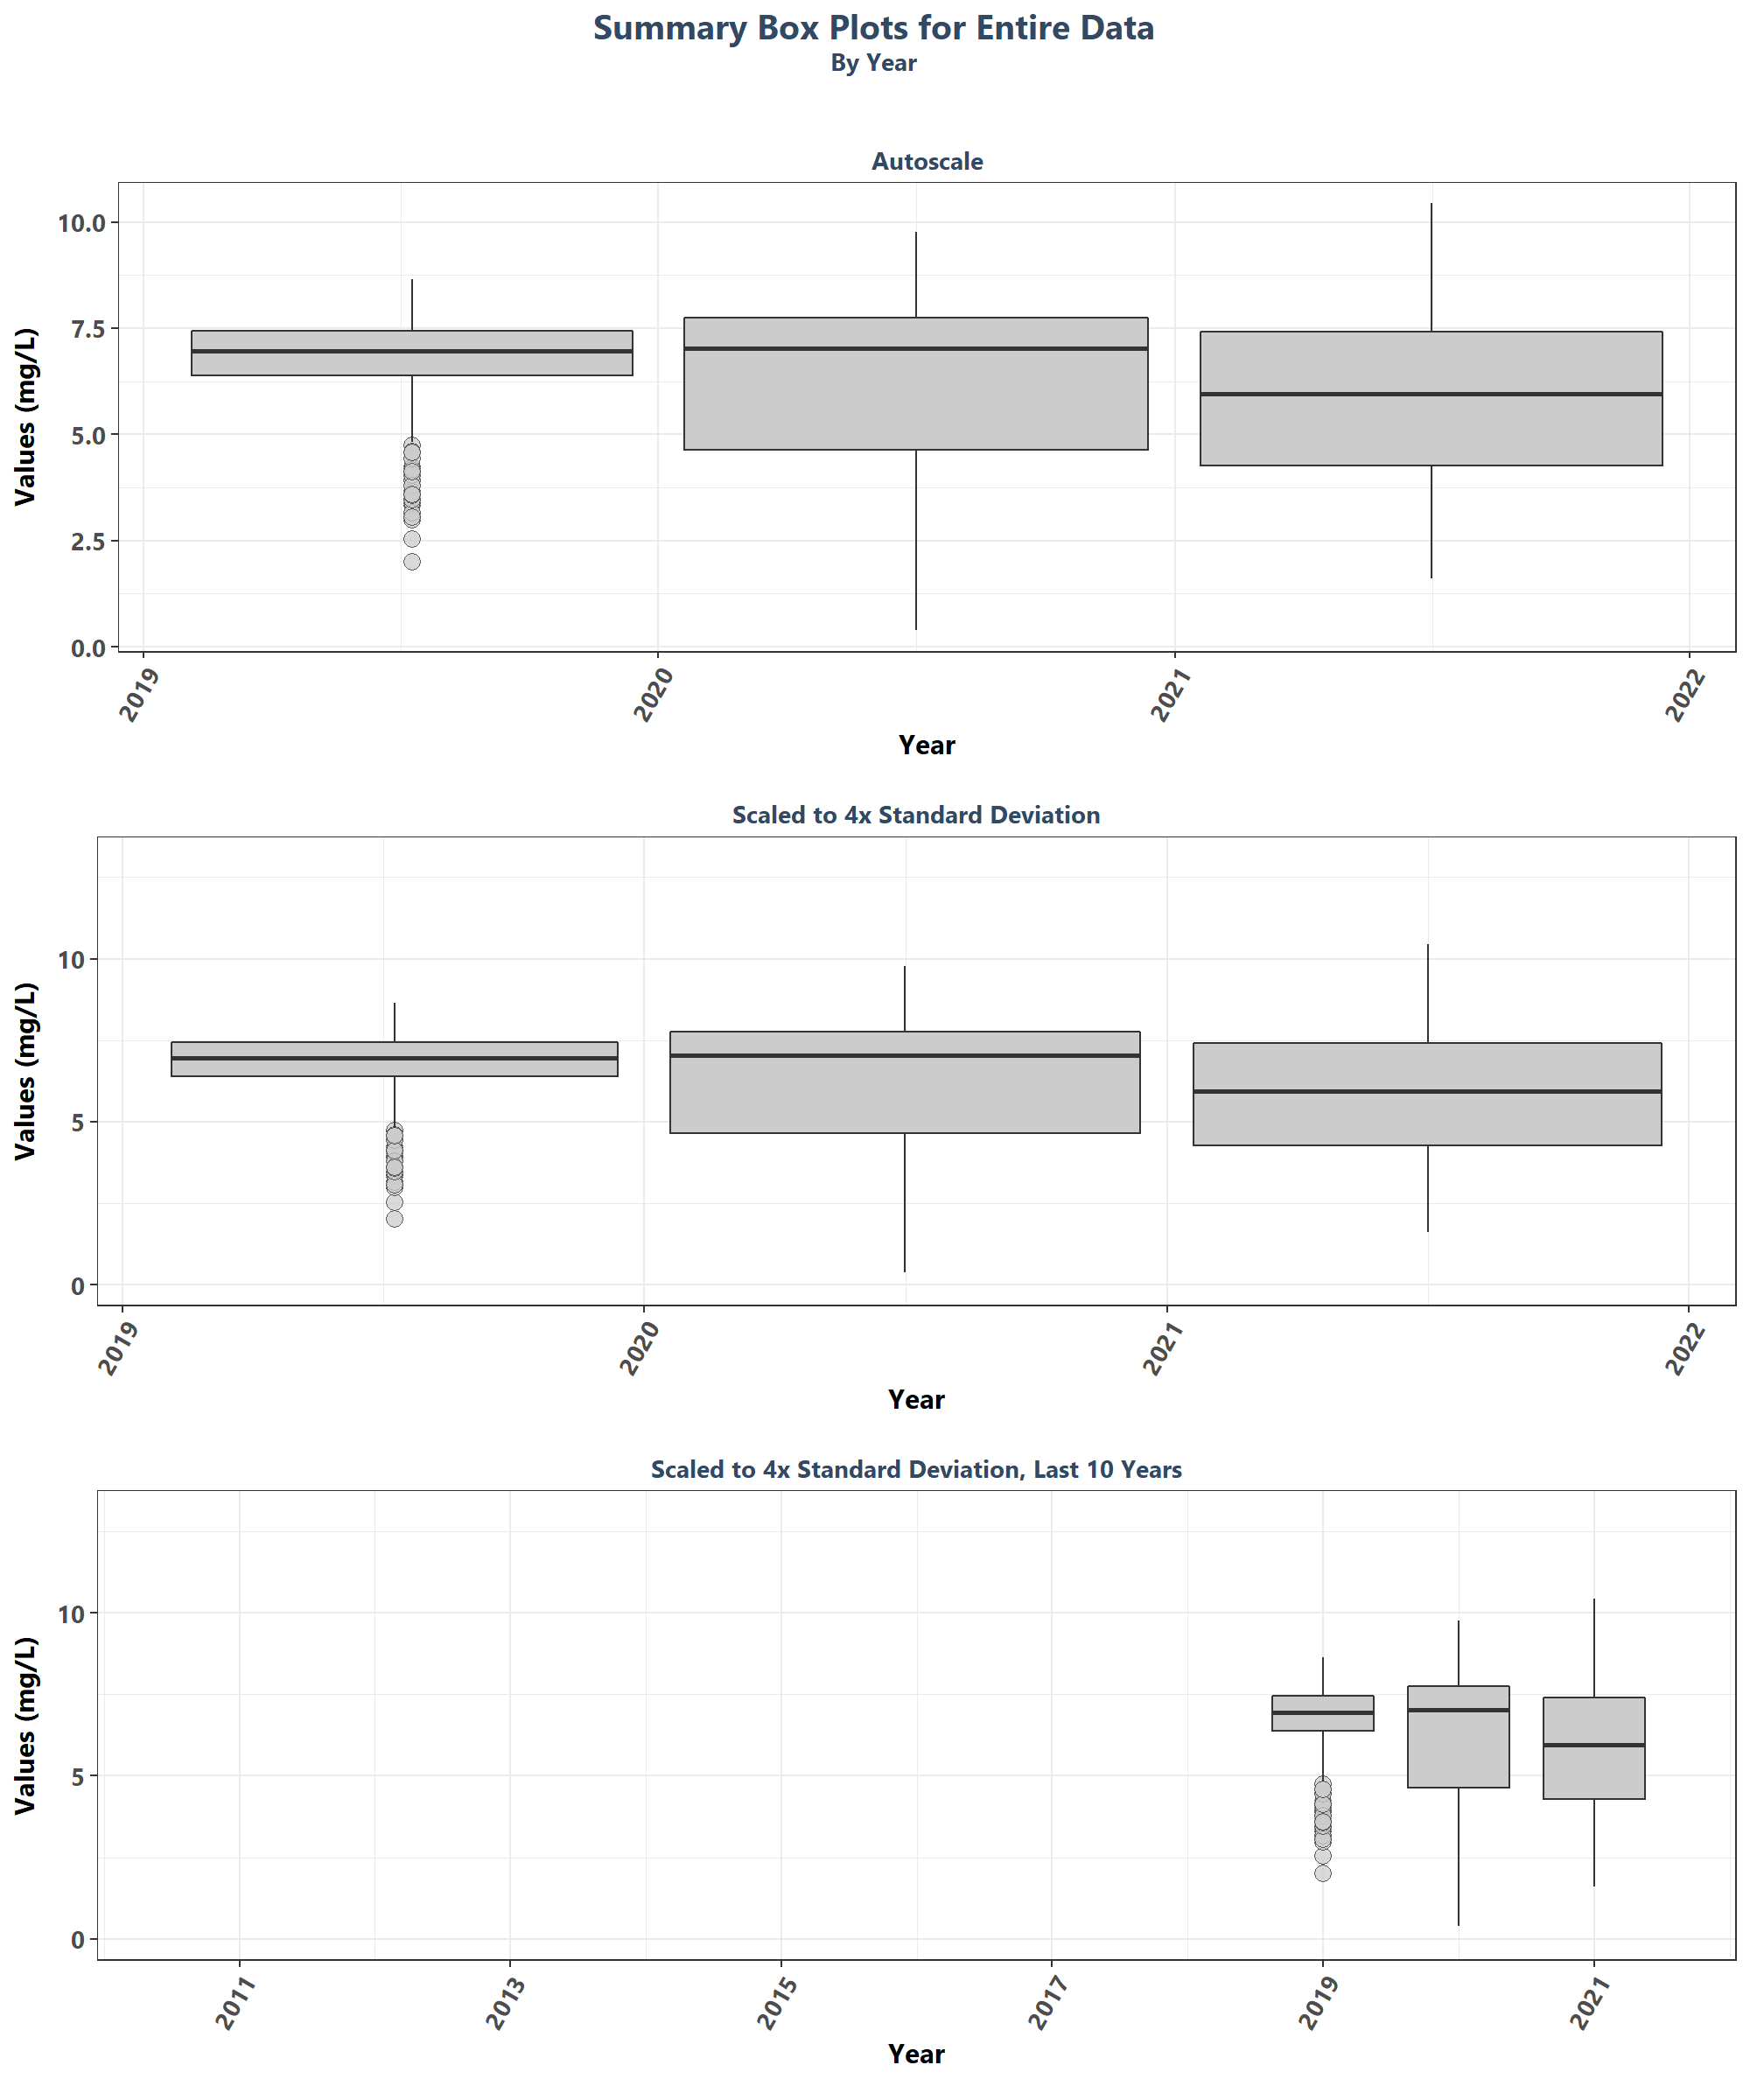 Summary Box Plots for Entire Data
By Year
Autoscale
Values (mg/L)
10.0
7.5
5.0
2.5
0.0
2019
2020
2021
2022
Year
Scaled to 4x Standard Deviation
Values (mg/L)
10
5
0
2019
2020
2021
2022
Year
Scaled to 4x Standard Deviation, Last 10 Years
Values (mg/L)
10
5
0
2011
2013
2015
2017
2019
2021
Year